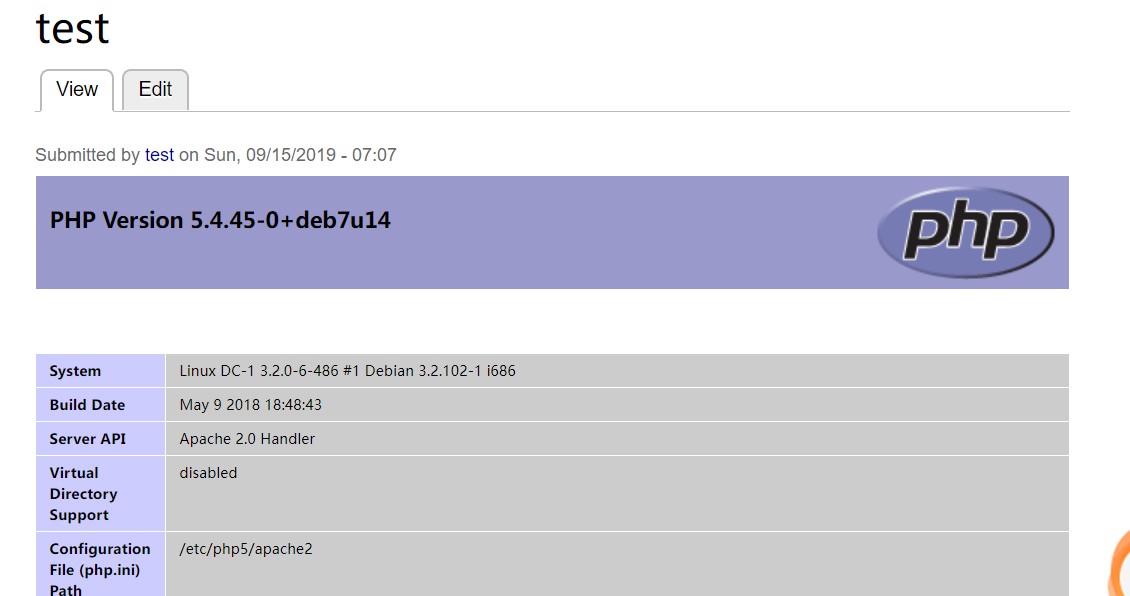 test
View Edit
Submitted by test on Sun, 09/15/2019 - 07:07
PHP Version 5.4.45-0+deb7u14
php
System Linux DC-1 3.2.0-6-486 #1 Debian 3.2.102-1 i686
Build Date May 9 2018 18:48:43
Server API Apache 2.0 Handler
Virtual disabled
Directory
Support
Configuration /etc/php5/apache2
File (php.ini)
Path